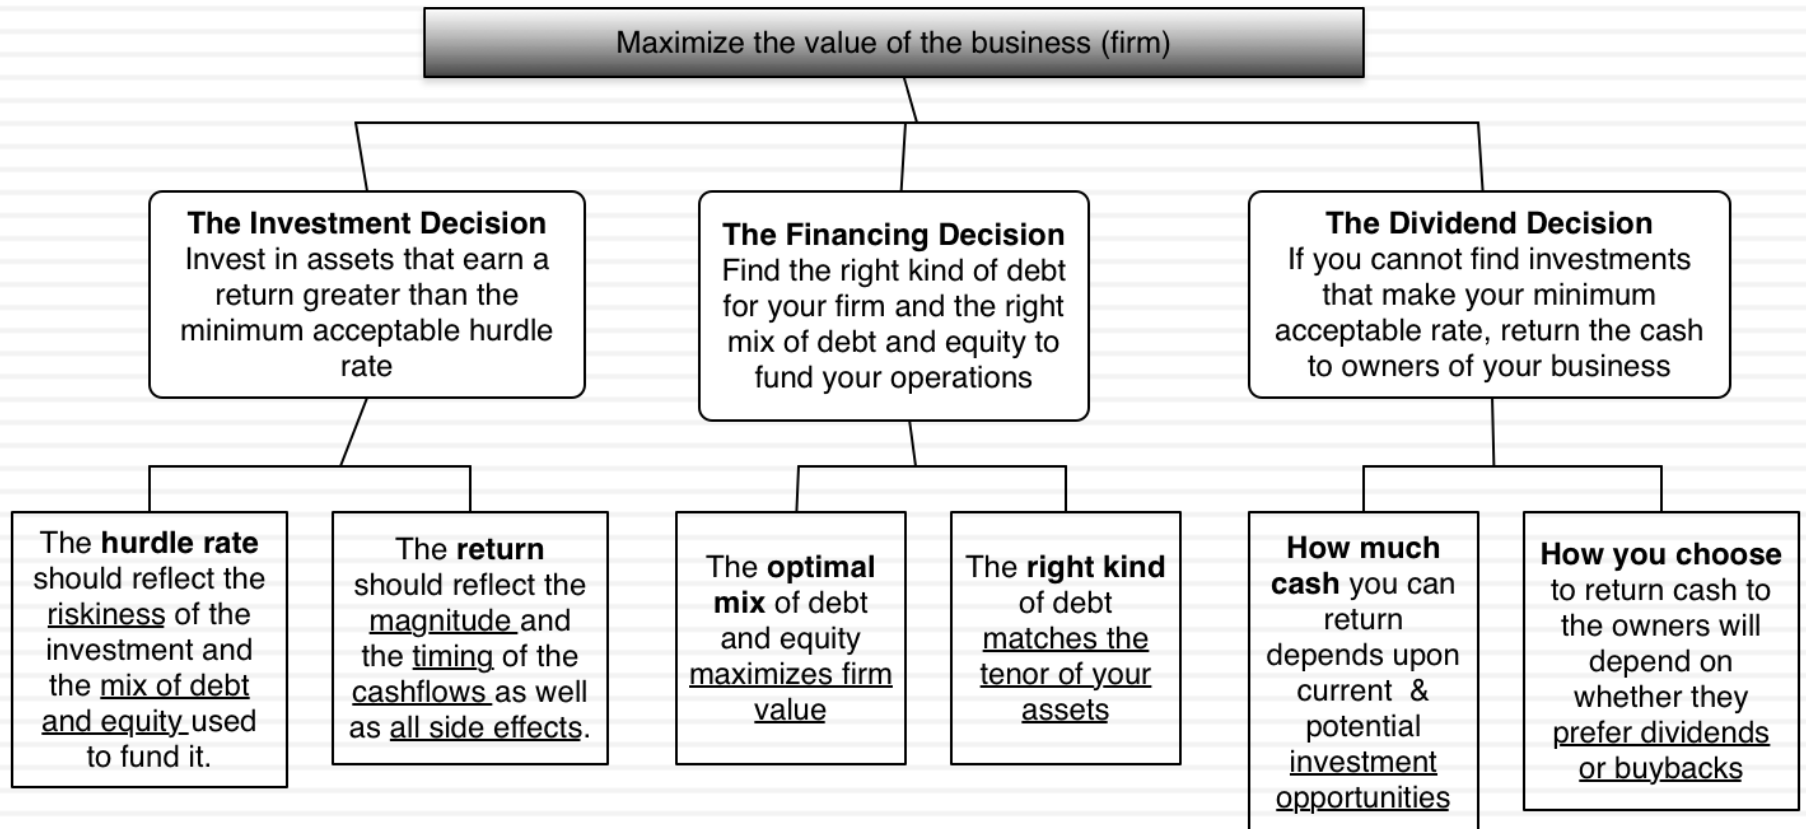 Maximize the value of the business (firm)
The Investment Decision
Invest in assets that earn a
return greater than the
minimum acceptable hurdle
rate
The Financing Decision
Find the right kind of debt
for your firm and the right
mix of debt and equity to
fund your operations
The Dividend Decision
If you cannot find investments
that make your minimum
acceptable rate, return the cash
to owners of your business
The hurdle rate
should reflect the
riskiness of the
investment and
the mix of debt
and equity used
to fund it.
The return
should reflect the
magnitude and
the timing of the
cashflows as well
as all side effects.
The optimal
mix of debt
and equity
maximizes firm
value
The right kind
of debt
matches the
tenor of your
assets
How much
cash you can
return
depends upon
current &
potential
investment
opportunities
How you choose
to return cash to
the owners will
depend on
whether they
prefer dividends
or buybacks